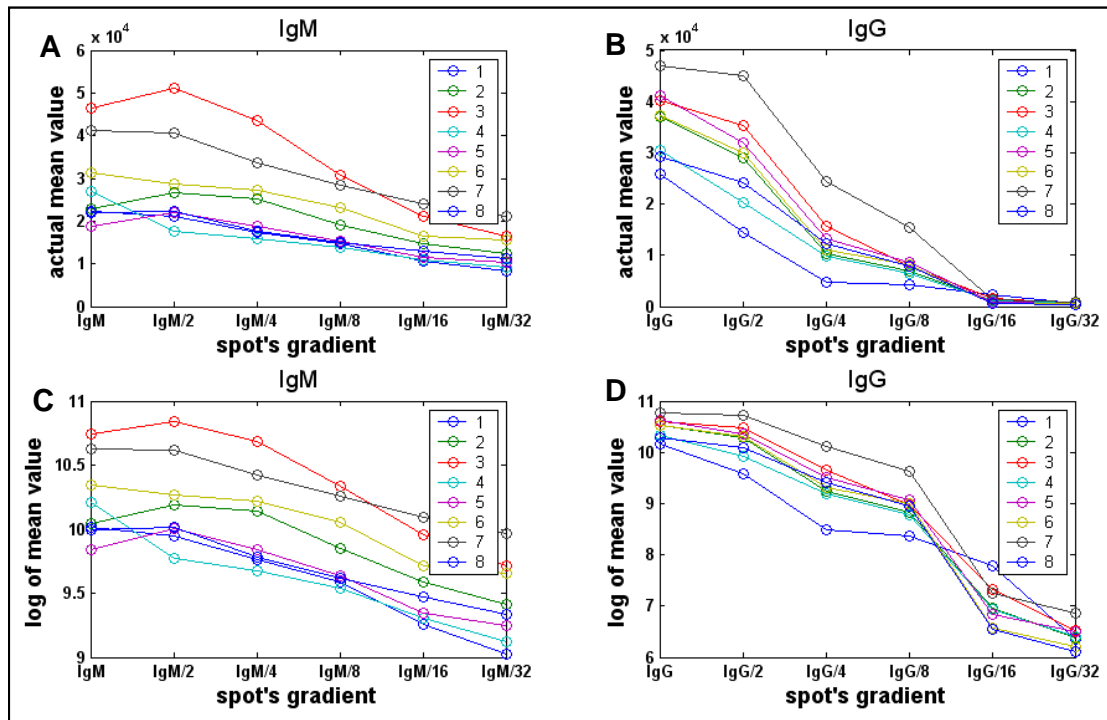 A
IgM
x 10^4
6
5
4
3
2
1
0
actual mean value
IgM IgM/2 IgM/4 IgM/8 IgM/16 IgM/32
spot's gradient
1
2
3
4
5
6
7
8
B
IgG
x 10^4
5
4
3
2
1
0
actual mean value
IgG IgG/2 IgG/4 IgG/8 IgG/16 IgG/32
spot's gradient
1
2
3
4
5
6
7
8
C
IgM
11
10.5
10
9.5
9
log of mean value
IgM IgM/2 IgM/4 IgM/8 IgM/16 IgM/32
spot's gradient
1
2
3
4
5
6
7
8
D
IgG
11
10
9
8
7
6
log of mean value
IgG IgG/2 IgG/4 IgG/8 IgG/16 IgG/32
spot's gradient
1
2
3
4
5
6
7
8